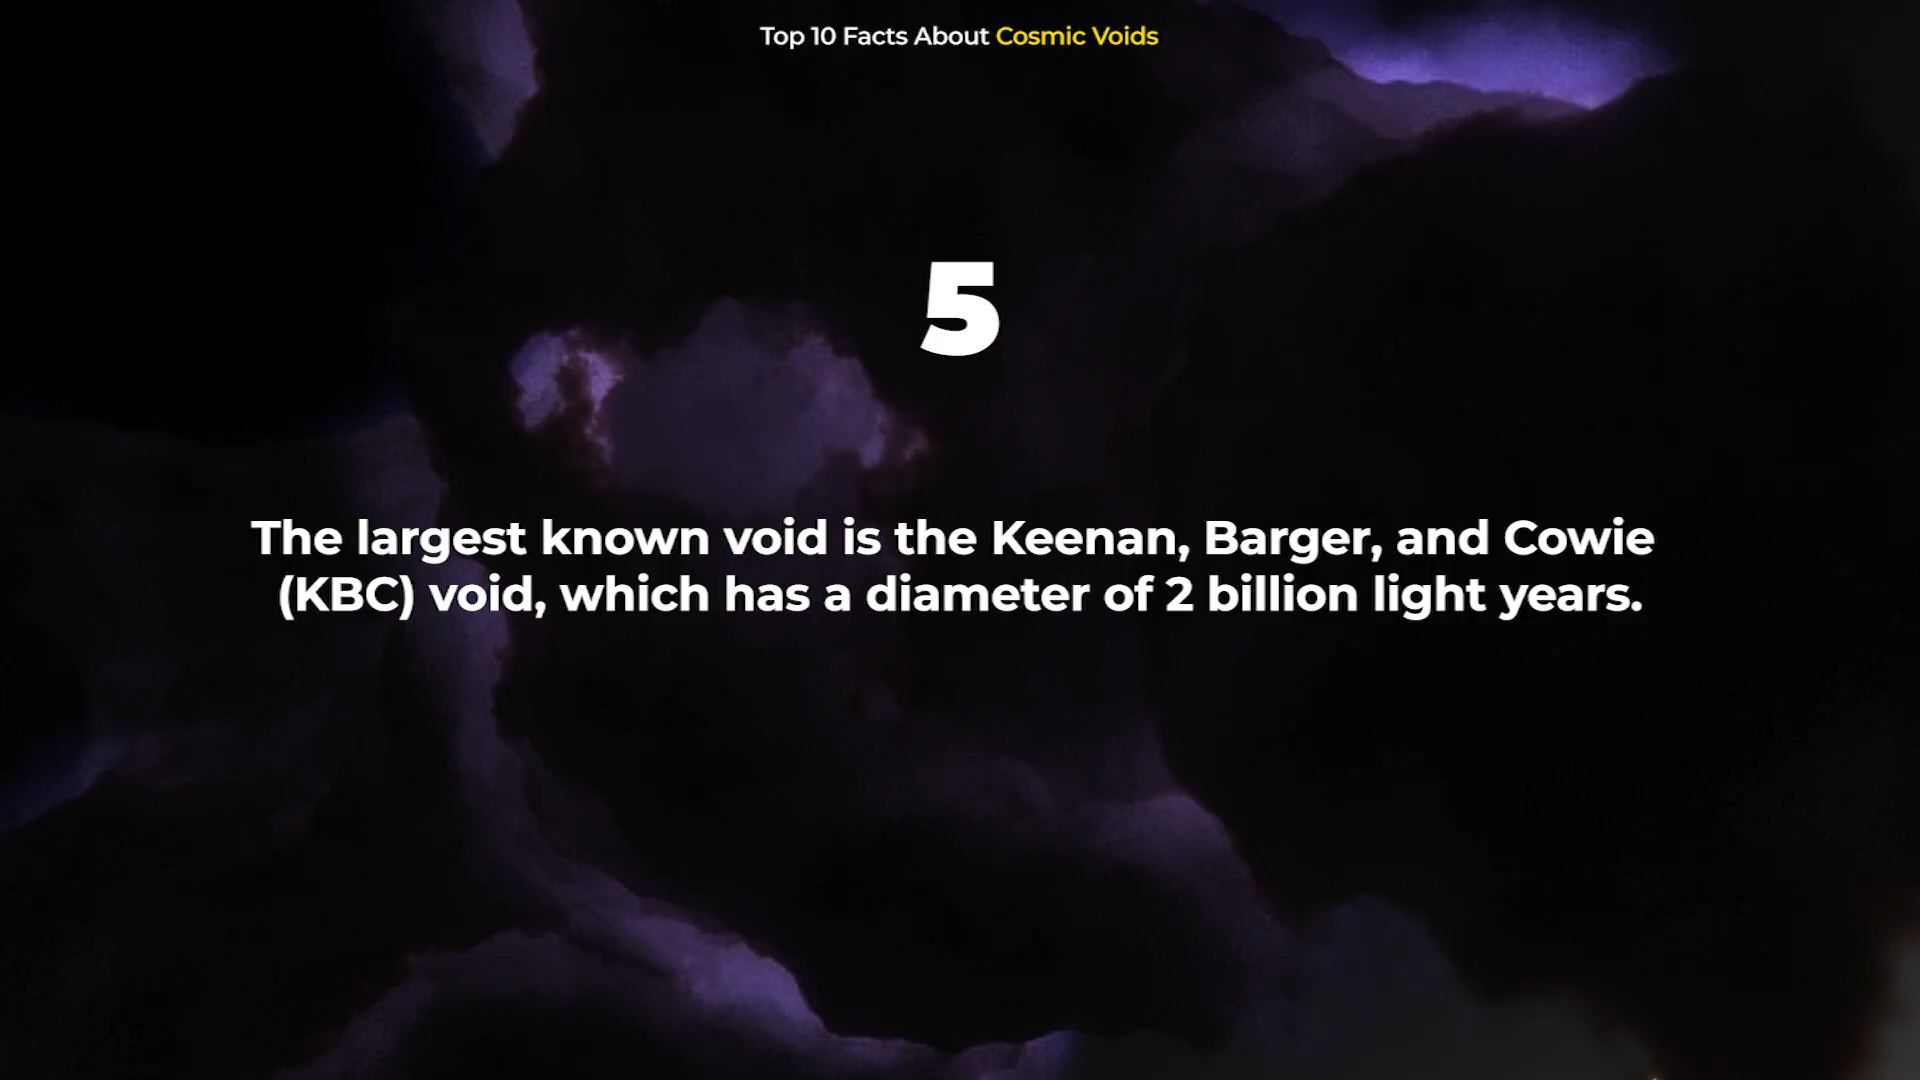 Top 10 Facts About Cosmic Voids
5
The largest known void is the Keenan, Barger, and Cowie
(KBC) void, which has a diameter of 2 billion light years.